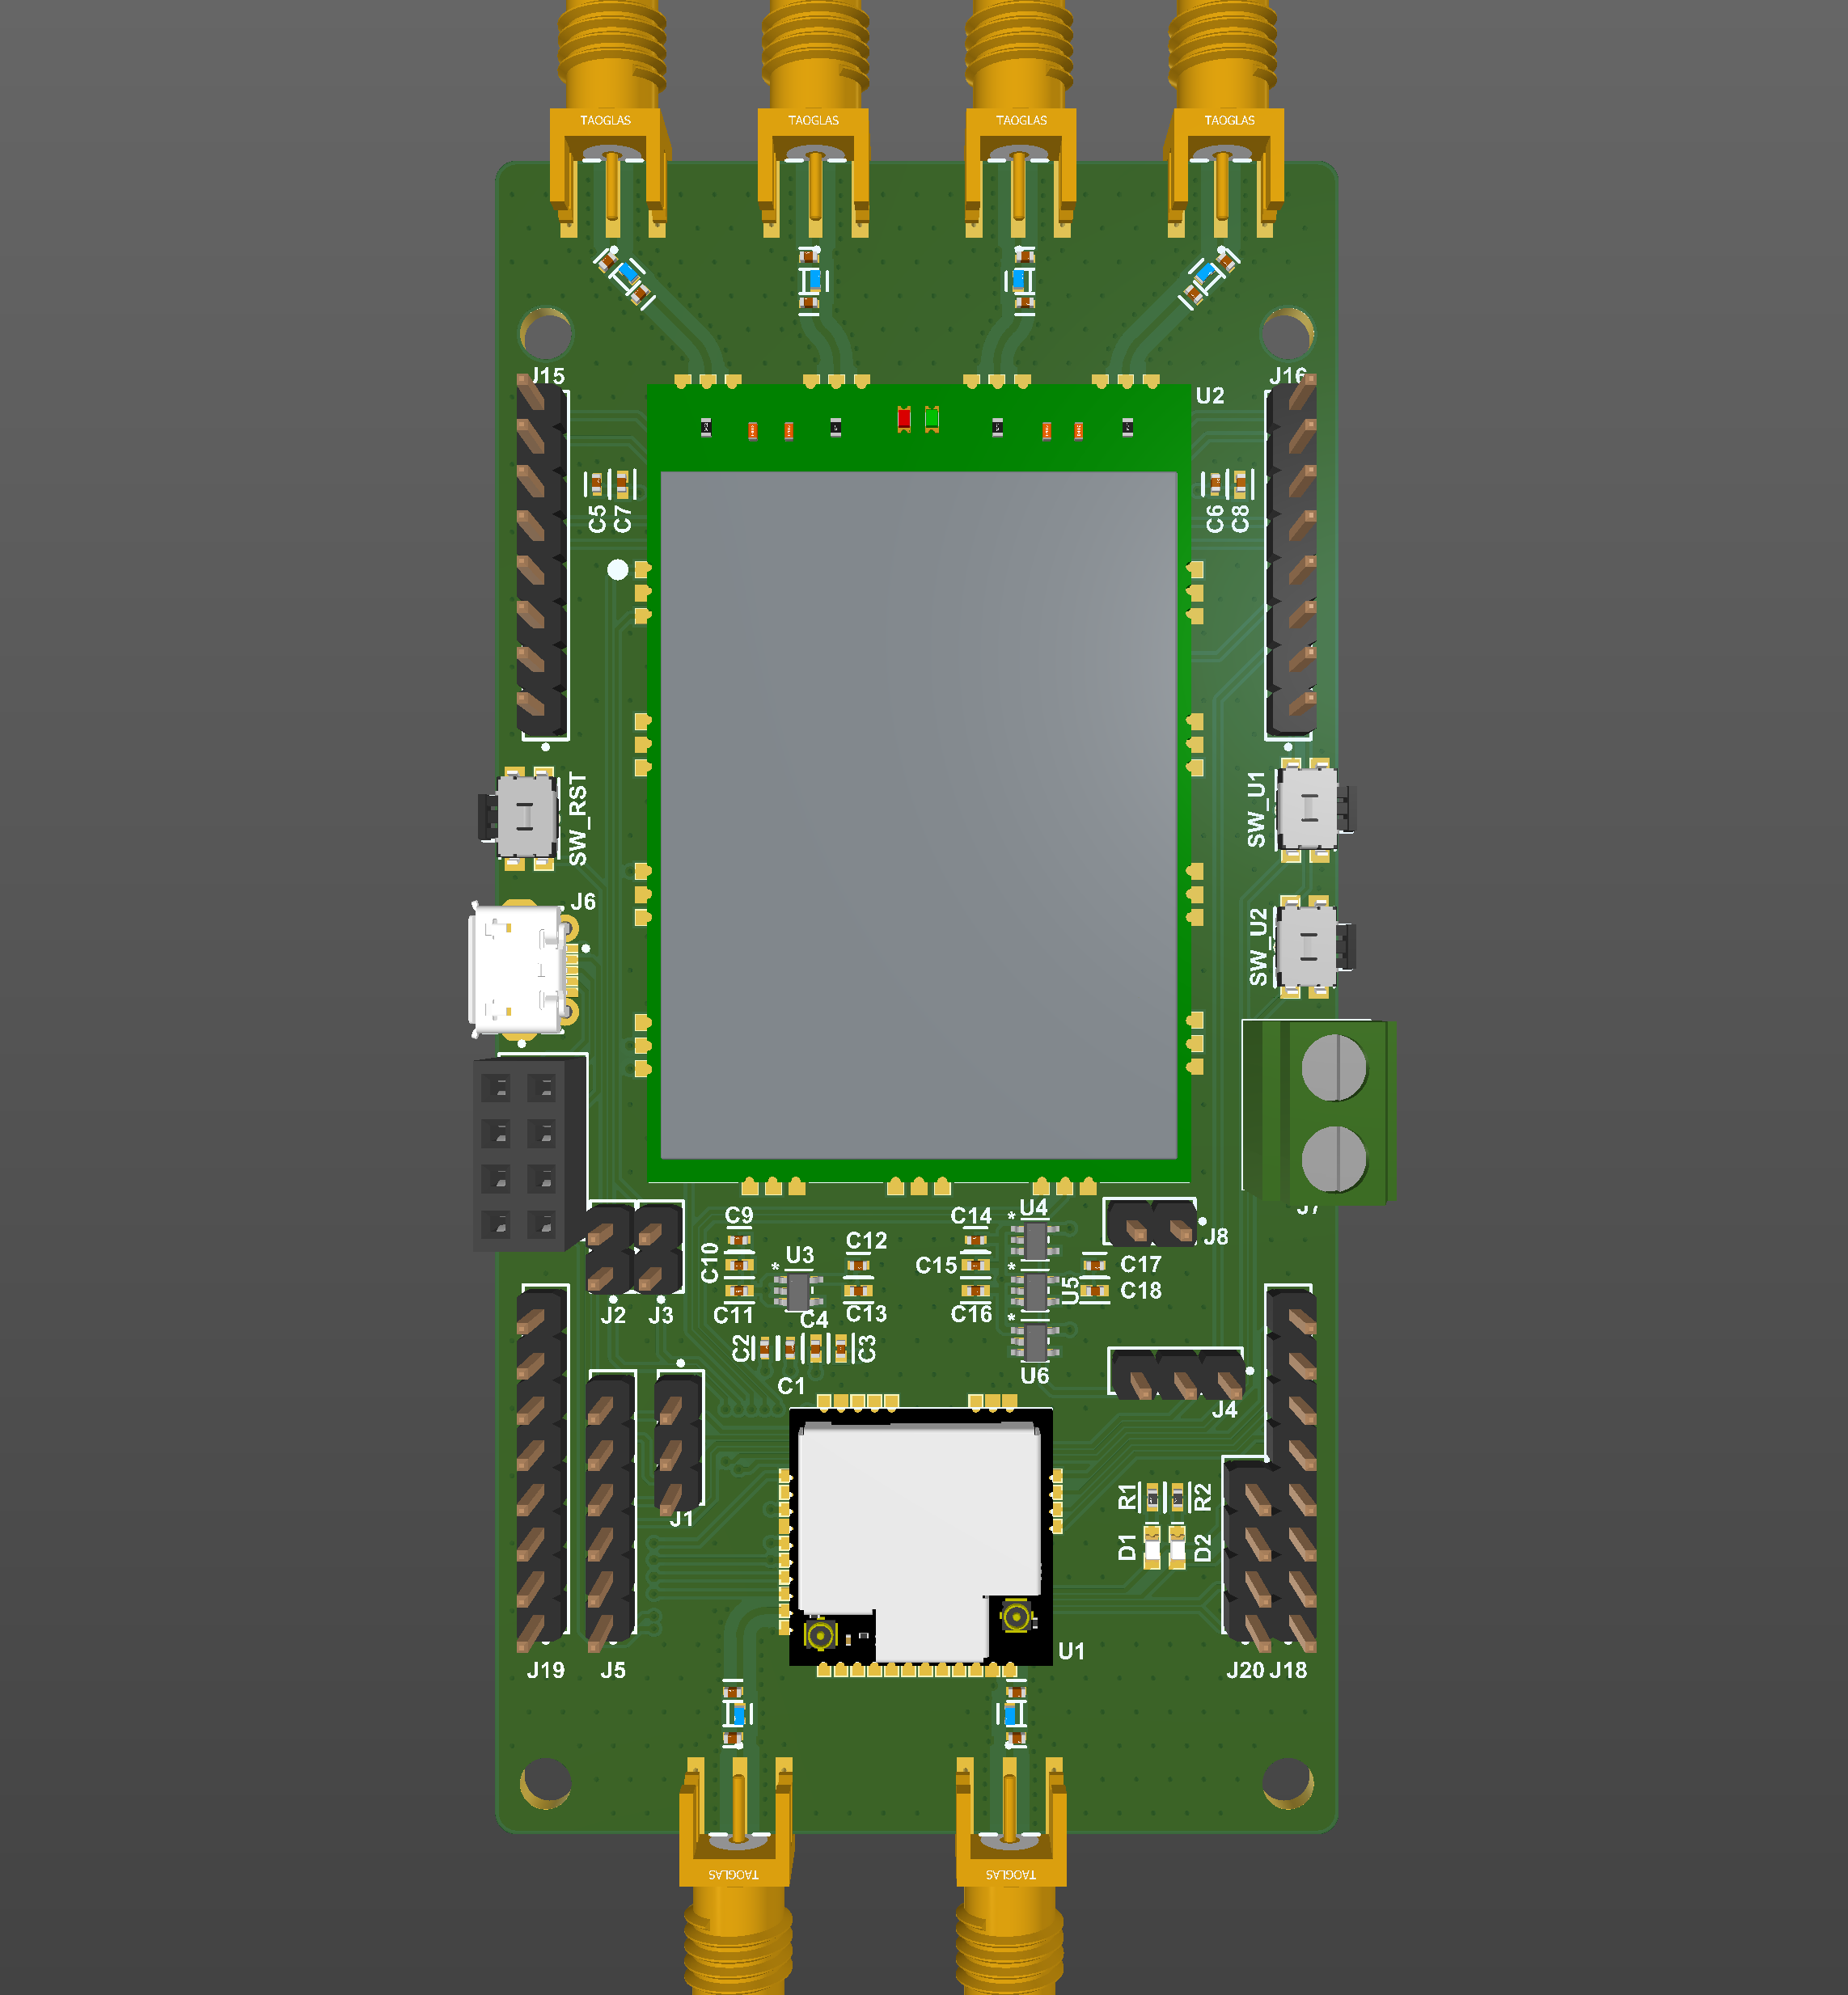 TAOGLAS TAOGLAS TAOGLAS TAOGLAS
J15 J16
U2
C5 C7 C6 C8
SW_RST SW_U1
J6 SW_U2
J7
C9 C14 * U4
J8
C10 U3 C12 C15 * C17
* U5 C18
J2 J3 C11 C4 C13 C16 *
C2 C3
U6
C1
J4
J1 R1 R2
D1 D2
U1
J19 J5 J20 J18
TAOGLAS TAOGLAS